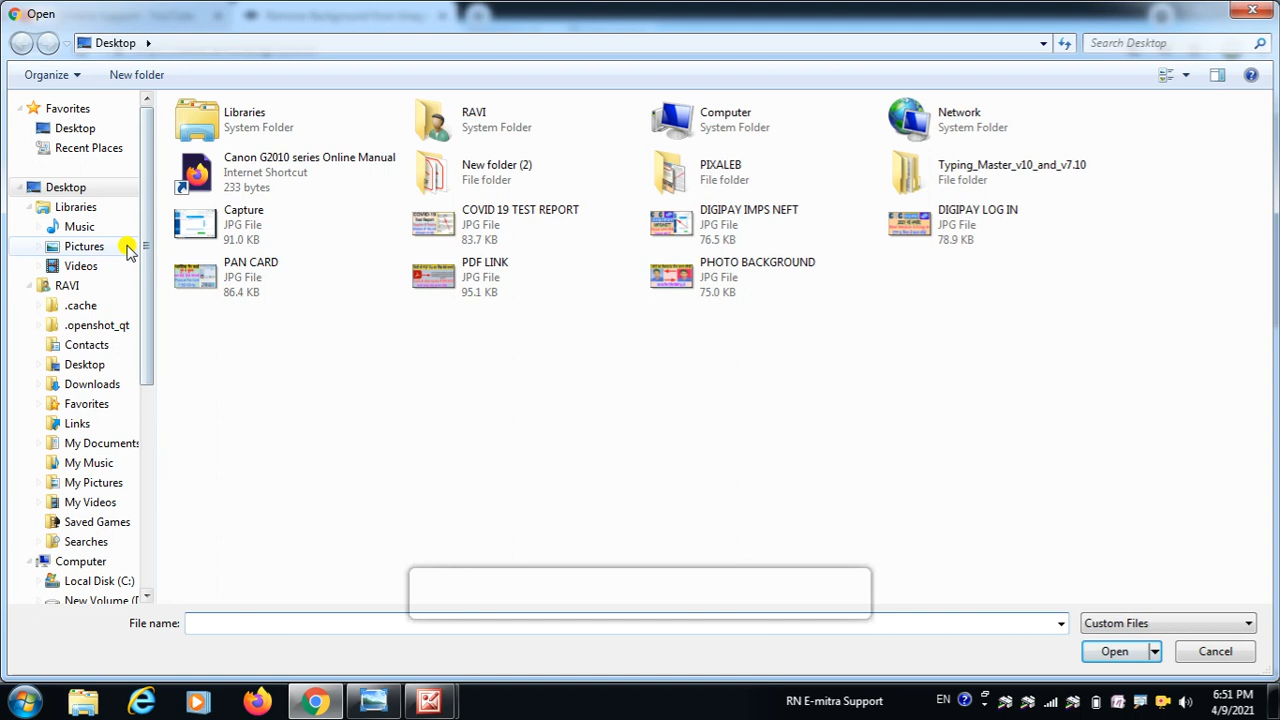 Open
Desktop
Search Desktop
Organize
New folder
Favorites
Desktop
Recent Places
Desktop
Libraries
Music
Pictures
Videos
RAVI
.cache
.openshot_qt
Contacts
Desktop
Downloads
Favorites
Links
My Documents
My Music
My Pictures
My Videos
Saved Games
Searches
Computer
Local Disk (C:)
Libraries
System Folder
RAVI
System Folder
Computer
System Folder
Network
System Folder
Canon G2010 series Online Manual
Internet Shortcut
233 bytes
New folder (2)
File folder
PIXALEB
File folder
Typing_Master_v10_and_v7.10
File folder
Capture
JPG File
91.0 KB
COVID 19 TEST REPORT
JPG File
83.7 KB
DIGIPAY IMPS NEFT
JPG File
76.5 KB
DIGIPAY LOG IN
JPG File
78.9 KB
PAN CARD
JPG File
86.4 KB
PDF LINK
JPG File
95.1 KB
PHOTO BACKGROUND
JPG File
75.0 KB
File name:
Custom Files
Open
Cancel
RN E-mitra Support
EN
6:51 PM
4/9/2021